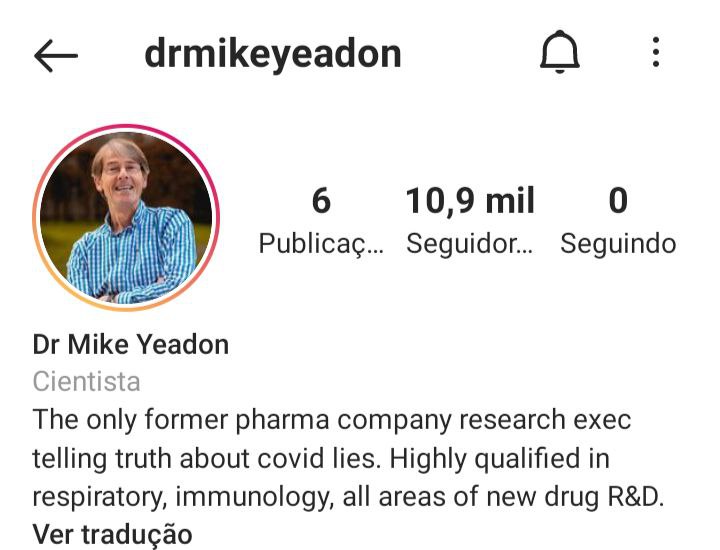 drmikeyeadon
6 10,9 mil 0
Publicaç... Seguidor... Seguindo
Dr Mike Yeadon
Cientista
The only former pharma company research exec
telling truth about covid lies. Highly qualified in
respiratory, immunology, all areas of new drug R&D.
Ver tradução